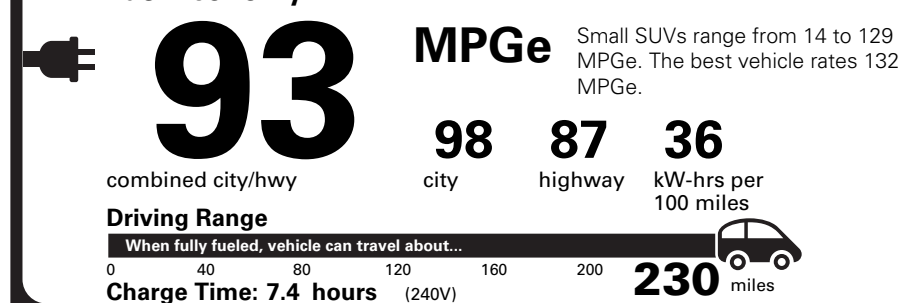 93
MPGe
Small SUVs range from 14 to 129
MPGe. The best vehicle rates 132
MPGe.
98
87
36
combined city/hwy
city
highway
kW-hrs per
100 miles
Driving Range
When fully fueled, vehicle can travel about...
0 40 80 120 160 200 230 miles
Charge Time: 7.4 hours (240V)